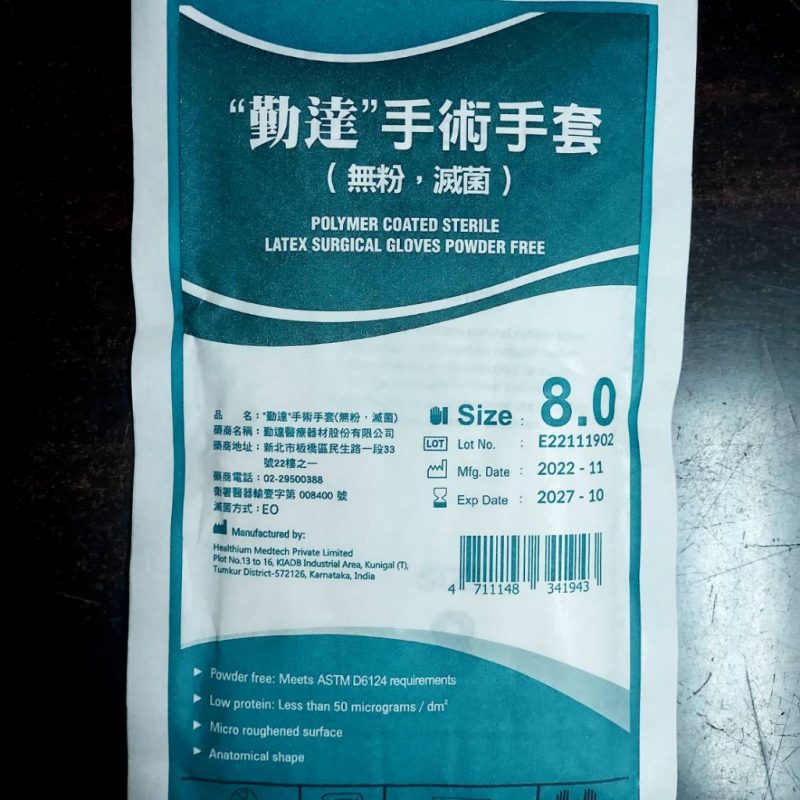 “勤達”手術手套
（無粉，滅菌）
POLYMER COATED STERILE
LATEX SURGICAL GLOVES POWDER FREE
品　　名：“勤達”手術手套(無粉，滅菌)
藥商名稱：勤達醫療器材股份有限公司
藥商地址：新北市板橋區民生路一段33
號22樓之一
藥商電話：02-29500388
衛署醫器輸壹字第 008400 號
滅菌方式：EO
Manufactured by:
Healthium Medtech Private Limited
Plot No.13 to 16, KIADB Industrial Area, Kunigal (T),
Tumkur District-572126, Karnataka, India
Size : 8.0
LOT Lot No. : E22111902
Mfg. Date : 2022 - 11
Exp Date : 2027 - 10
4 711148 341943
Powder free: Meets ASTM D6124 requirements
Low protein: Less than 50 micrograms / dm²
Micro roughened surface
Anatomical shape